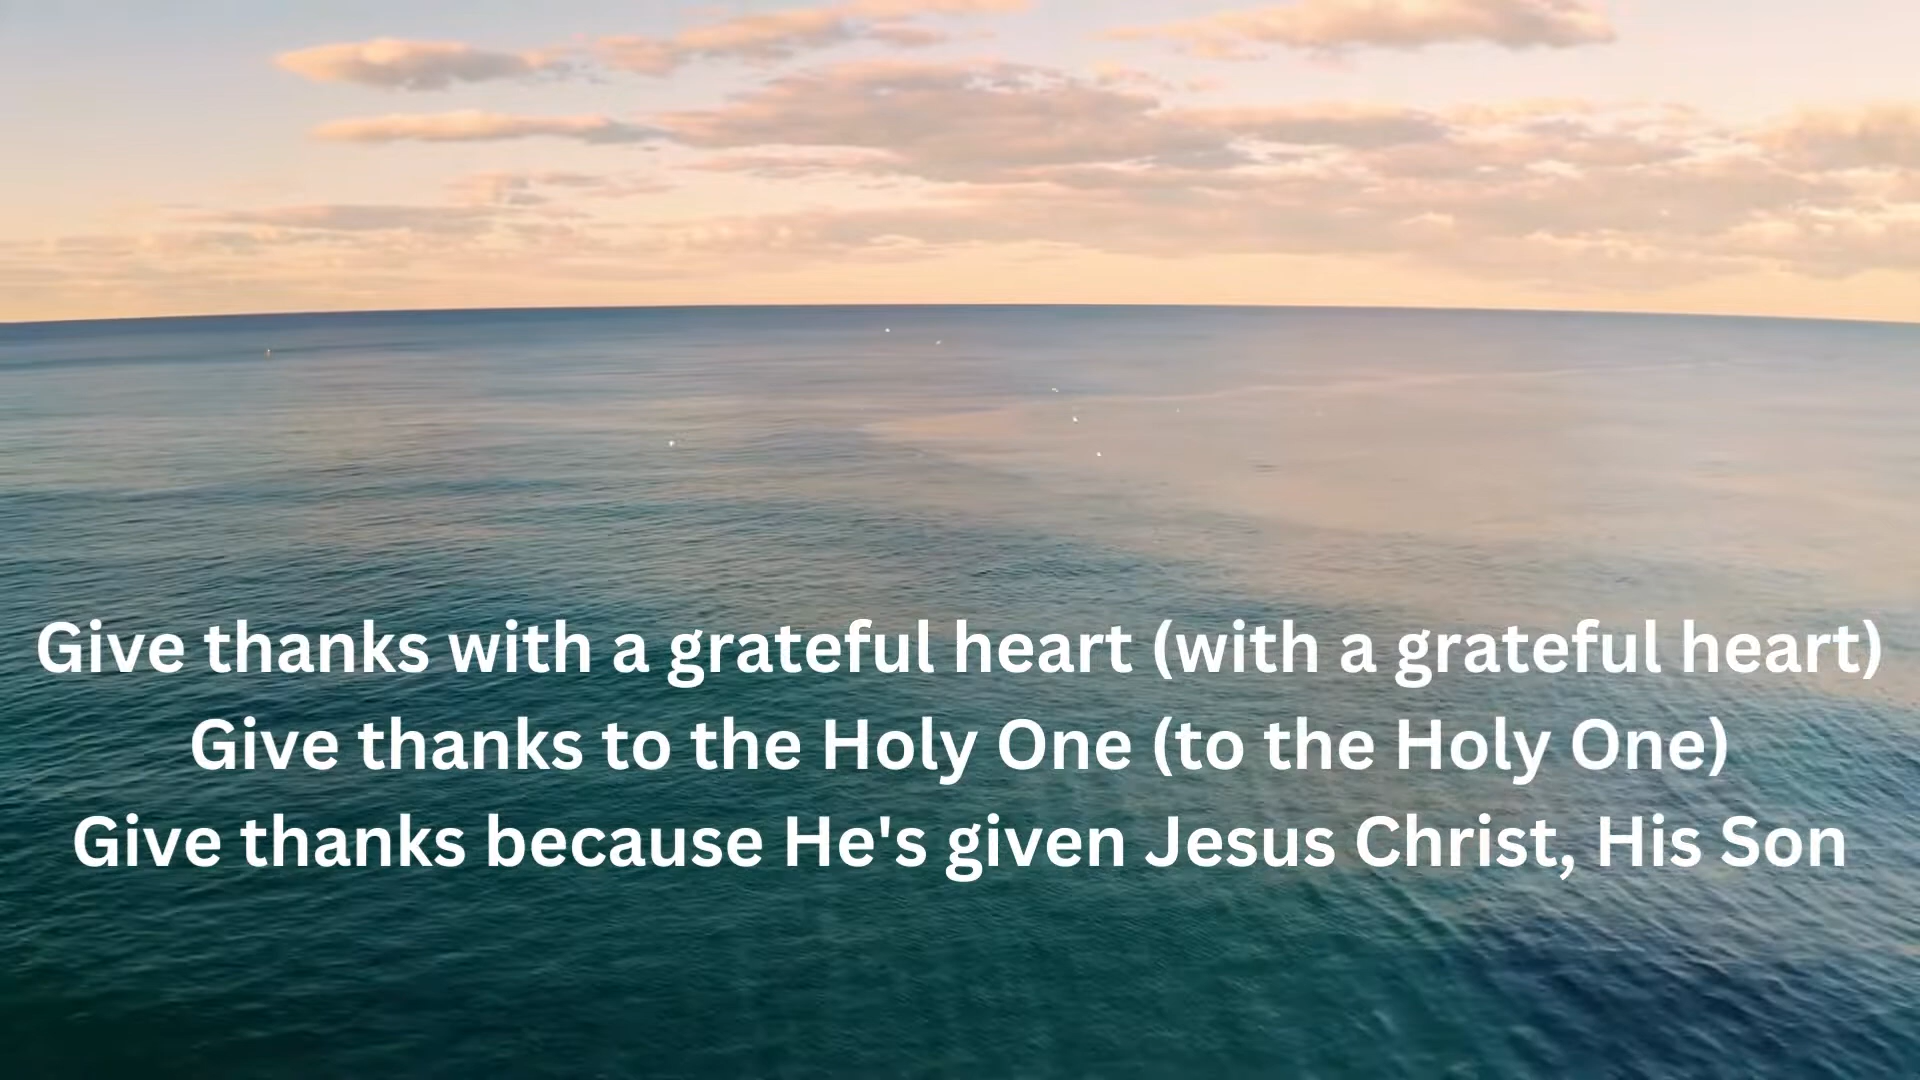 Give thanks with a grateful heart (with a grateful heart)
Give thanks to the Holy One (to the Holy One)
Give thanks because He's given Jesus Christ, His Son